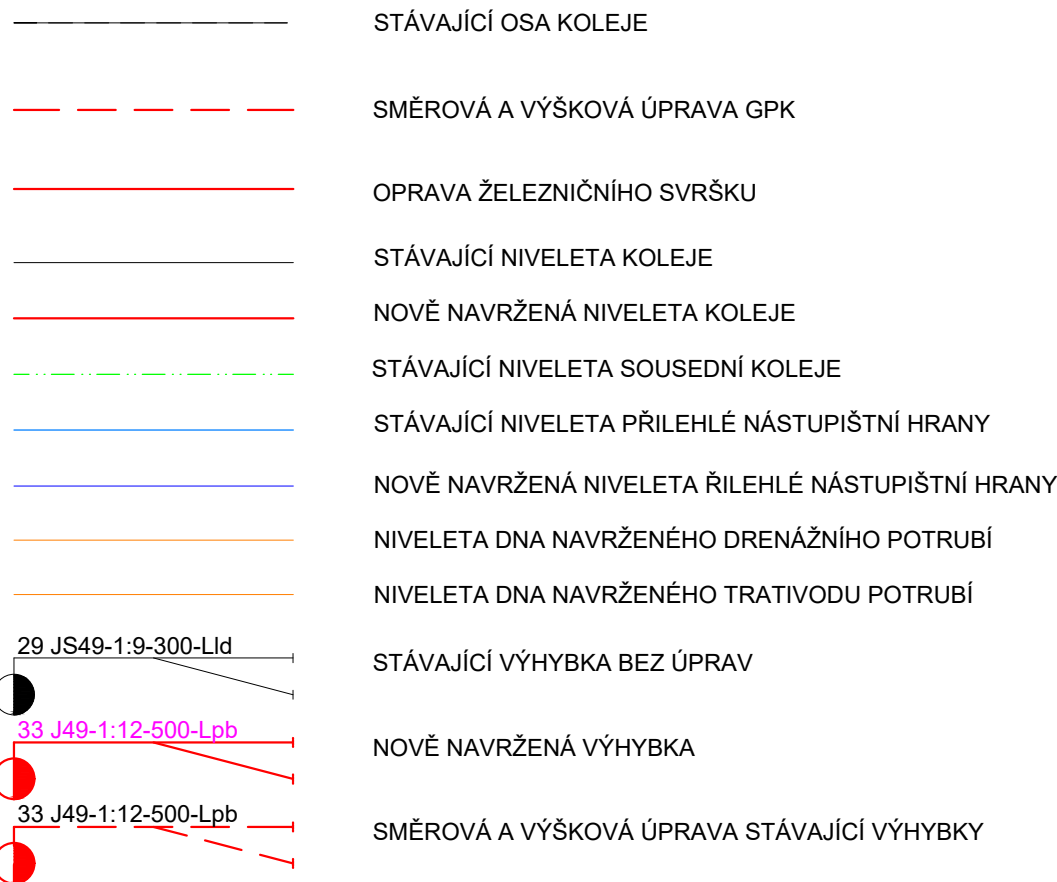 STÁVAJÍCÍ OSA KOLEJE
SMĚROVÁ A VÝŠKOVÁ ÚPRAVA GPK
OPRAVA ŽELEZNIČNÍHO SVRŠKU
STÁVAJÍCÍ NIVELETA KOLEJE
NOVĚ NAVRŽENÁ NIVELETA KOLEJE
STÁVAJÍCÍ NIVELETA SOUSEDNÍ KOLEJE
STÁVAJÍCÍ NIVELETA PŘILEHLÉ NÁSTUPIŠTNÍ HRANY
NOVĚ NAVRŽENÁ NIVELETA ŘILEHLÉ NÁSTUPIŠTNÍ HRANY
NIVELETA DNA NAVRŽENÉHO DRENÁŽNÍHO POTRUBÍ
NIVELETA DNA NAVRŽENÉHO TRATIVODU POTRUBÍ
29 JS49-1:9-300-Lld
STÁVAJÍCÍ VÝHYBKA BEZ ÚPRAV
33 J49-1:12-500-Lpb
NOVĚ NAVRŽENÁ VÝHYBKA
33 J49-1:12-500-Lpb
SMĚROVÁ A VÝŠKOVÁ ÚPRAVA STÁVAJÍCÍ VÝHYBKY